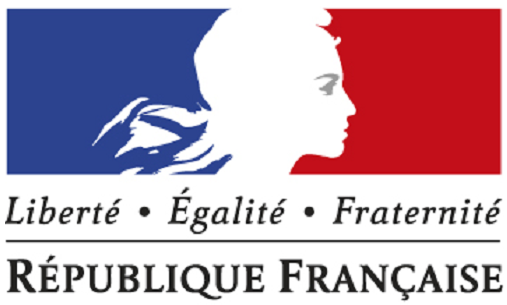 Liberté • Égalité • Fraternité
RÉPUBLIQUE FRANÇAISE